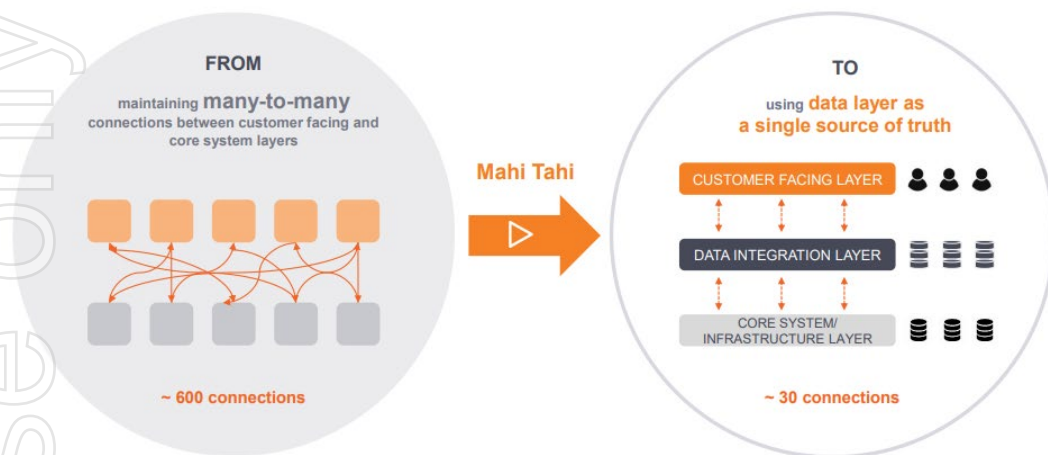 FROM
maintaining many-to-many
connections between customer facing and
core system layers
~ 600 connections
Mahi Tahi
TO
using data layer as
a single source of truth
CUSTOMER FACING LAYER
DATA INTEGRATION LAYER
CORE SYSTEM/
INFRASTRUCTURE LAYER
~ 30 connections
se only